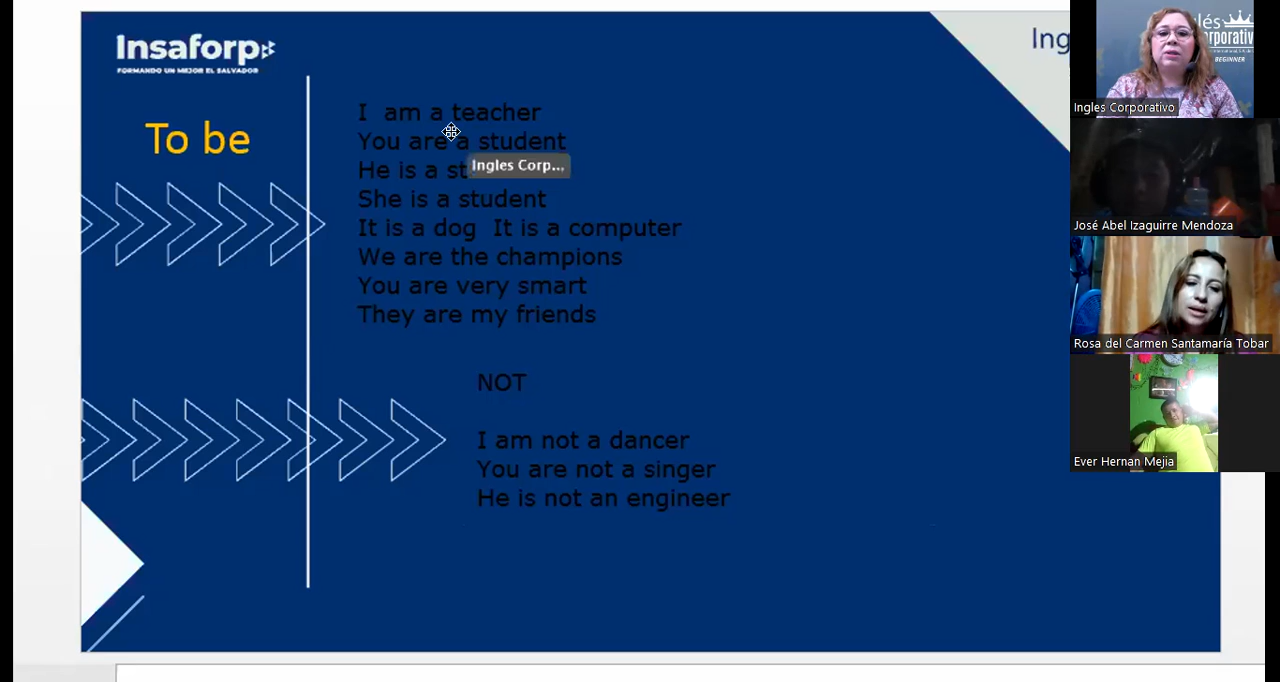 Insaforp
FORMANDO UN MEJOR EL SALVADOR
To be
I am a teacher
You are a student
He is a st
Ingles Corp...
She is a student
It is a dog It is a computer
We are the champions
You are very smart
They are my friends
NOT
I am not a dancer
You are not a singer
He is not an engineer
Ing
lés
corporativ
BEGINNER
Ingles Corporativo
José Abel Izaguirre Mendoza
Rosa del Carmen Santamaría Tobar
Ever Hernan Mejia